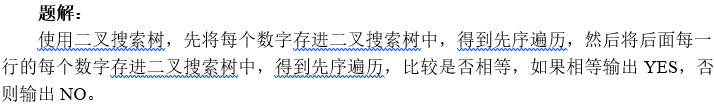 题解：
使用二叉搜索树，先将每个数字存进二叉搜索树中，得到先序遍历，然后将后面每一
行的每个数字存进二叉搜索树中，得到先序遍历，比较是否相等，如果相等输出 YES，否
则输出 NO。